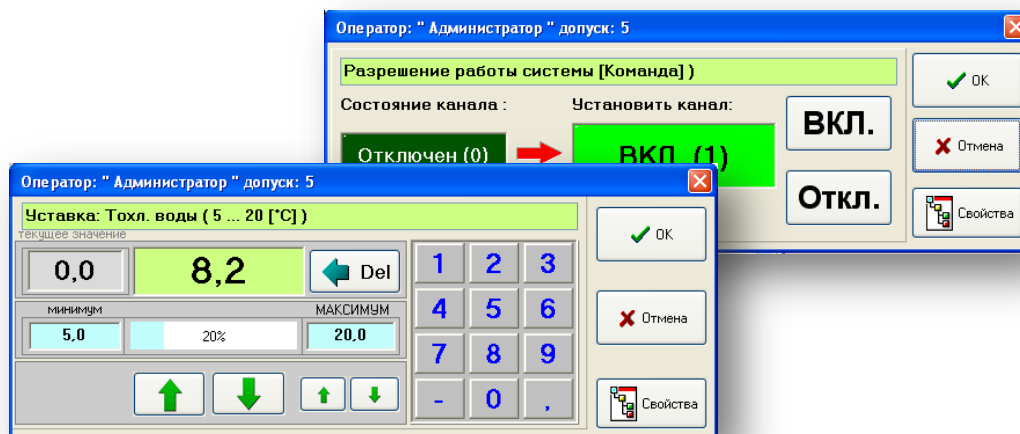 Оператор: " Администратор " допуск: 5
Разрешение работы системы [Команда] )
Состояние канала :
Установить канал:
Отключен (0)
ВКЛ (1)
ВКЛ.
Откл.
OK
Отмена
Свойства
Оператор: " Администратор " допуск: 5
Уставка: Тохл. воды ( 5 ... 20 [°C] )
текущее значение
0,0
8,2
Del
минимум
МАКСИМУМ
5,0
20%
20,0
1 2 3
4 5 6
7 8 9
- 0 ,
OK
Отмена
Свойства